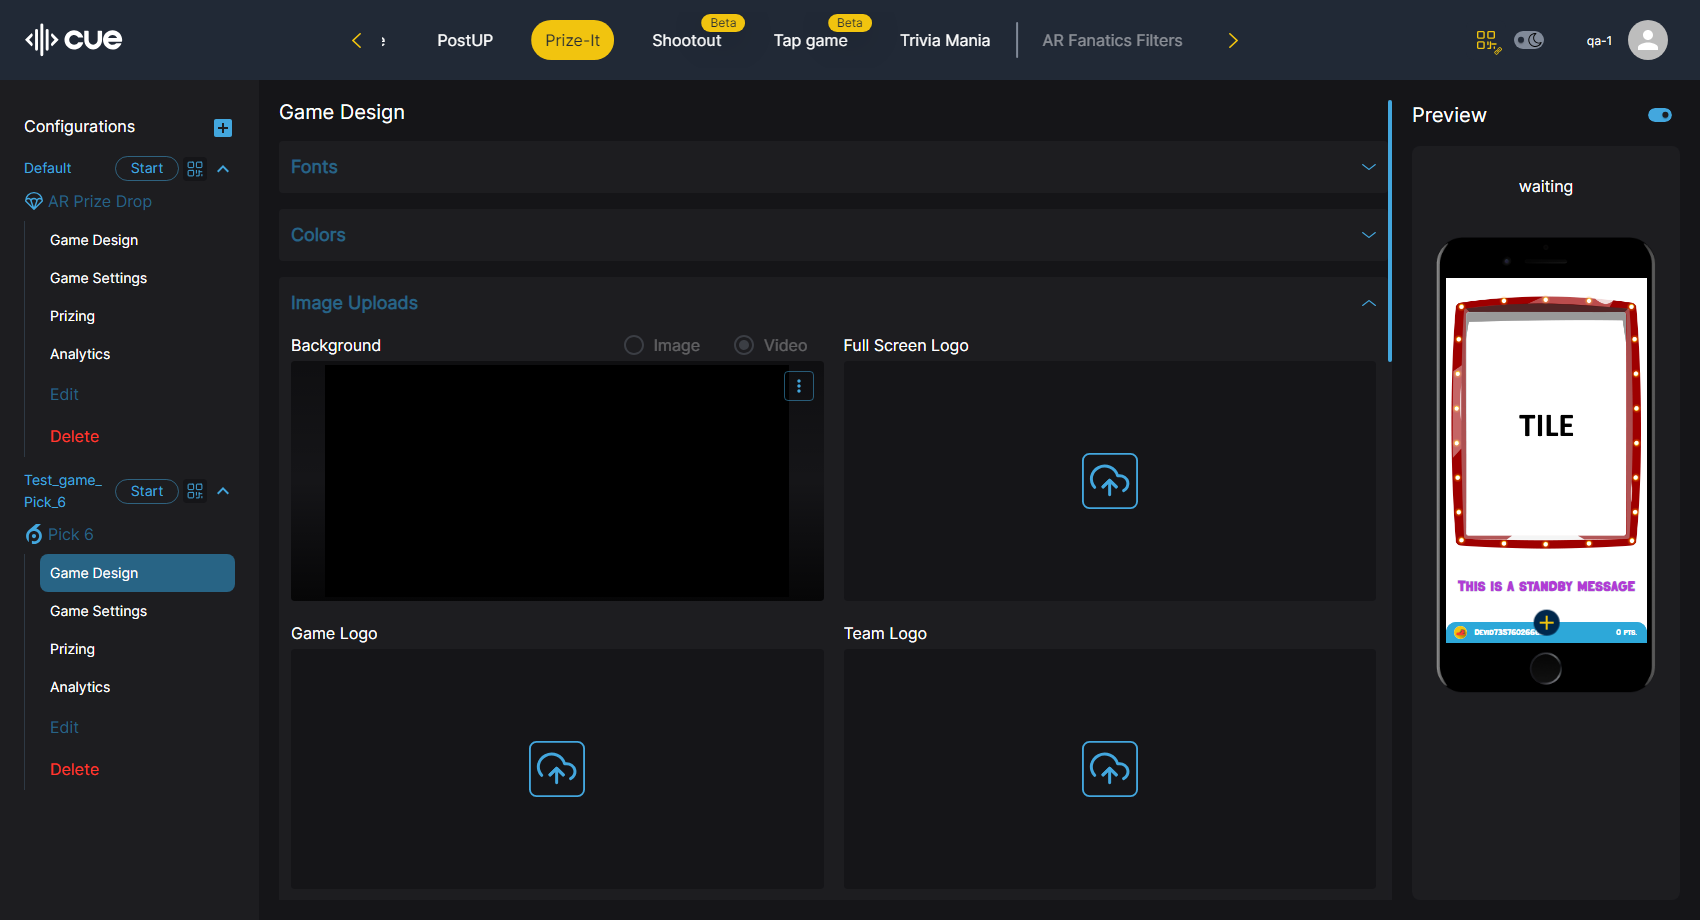 cue
PostUP
Prize-It
Beta
Shootout
Beta
Tap game
Trivia Mania
AR Fanatics Filters
qa-1
Configurations
Default
Start
AR Prize Drop
Game Design
Game Settings
Prizing
Analytics
Edit
Delete
Test_game_
Pick_6
Start
Pick 6
Game Design
Game Settings
Prizing
Analytics
Edit
Delete
Game Design
Fonts
Colors
Image Uploads
Background
Image
Video
Full Screen Logo
Game Logo
Team Logo
Preview
waiting
TILE
THIS IS A STANDBY MESSAGE
0 PTS.